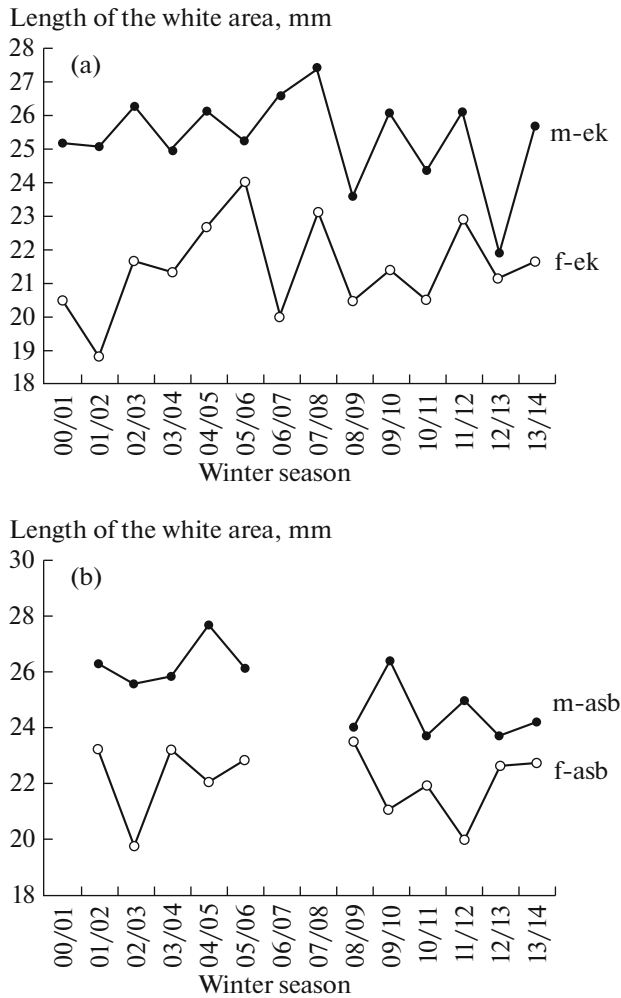 Length of the white area, mm
28
(a)
27
26
m-ek
25
24
23
22
f-ek
21
20
19
18
00/01 01/02 02/03 03/04 04/05 05/06 06/07 07/08 08/09 09/10 10/11 11/12 12/13 13/14
Winter season
Length of the white area, mm
30
(b)
28
26
m-asb
24
f-asb
22
20
18
00/01 01/02 02/03 03/04 04/05 05/06 06/07 07/08 08/09 09/10 10/11 11/12 12/13 13/14
Winter season